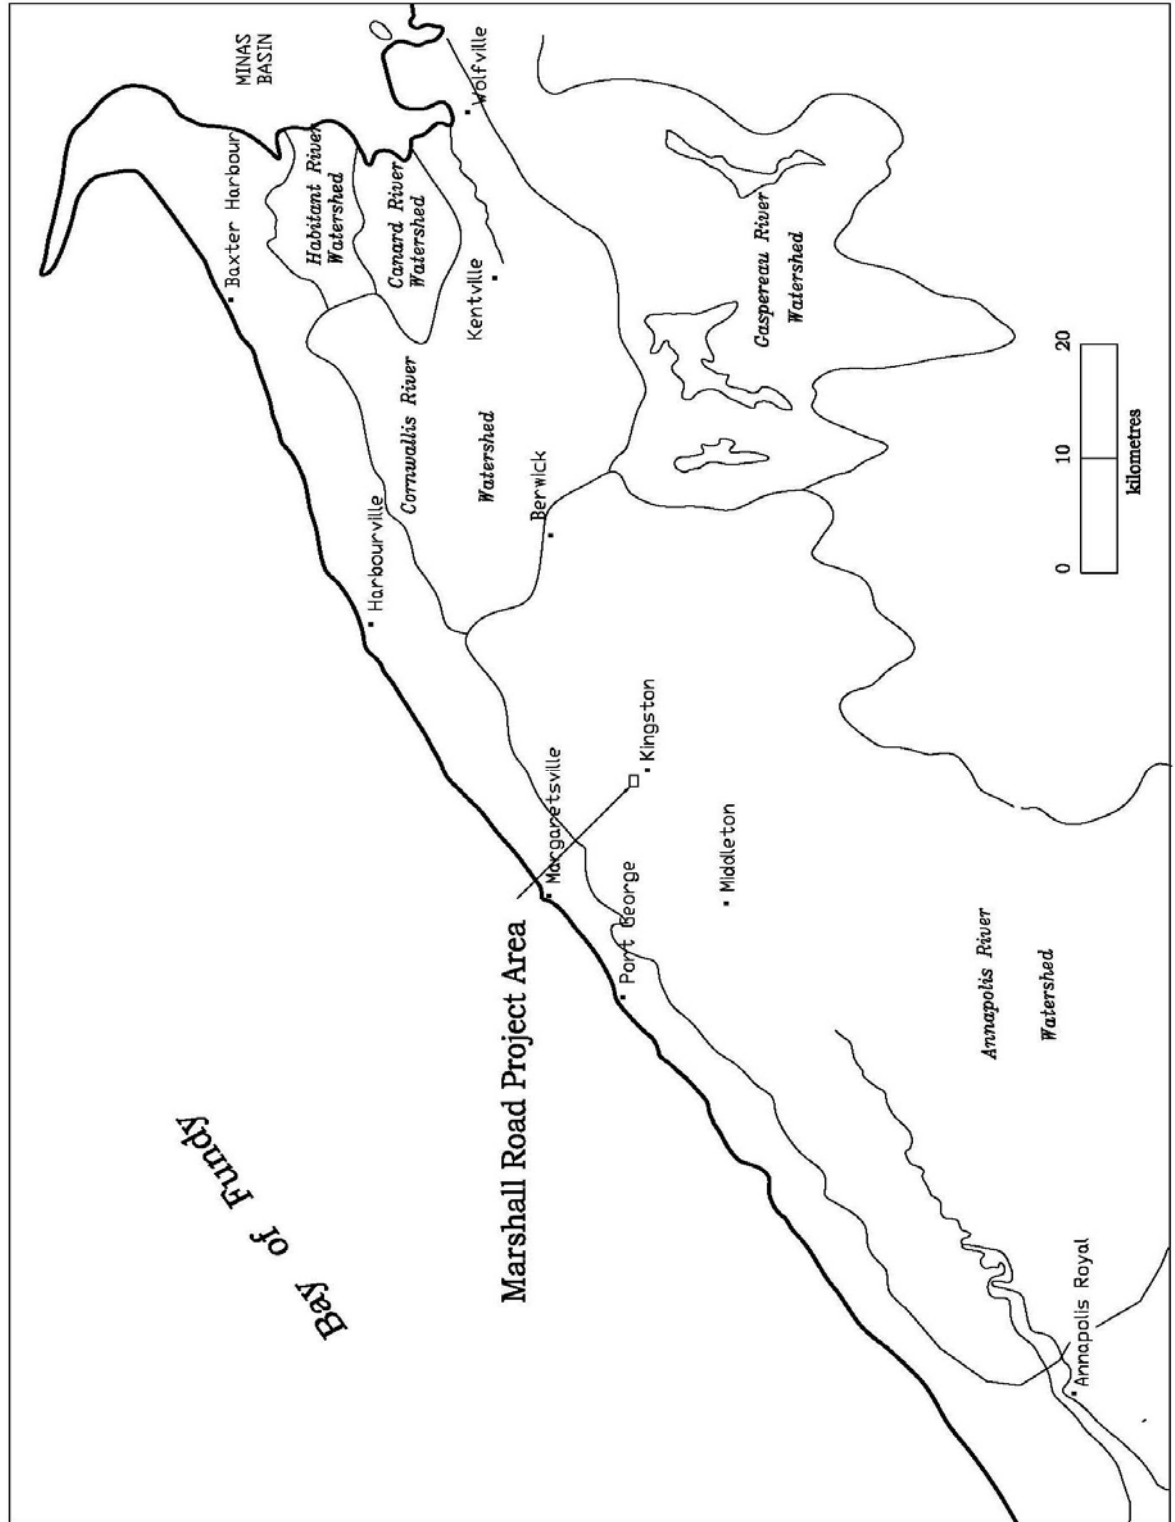 MINAS
BASIN
Baxter Harbour
Habitant River
Watershed
Canard River
Watershed
Wolfville
Kentville
Cornwallis River
Watershed
Gaspereau River
Watershed
Harbourville
Berwick
Bay of Fundy
Marshall Road Project Area
Margaretsville
Kingston
Port George
Middleton
Annapolis River
Watershed
Annapolis Royal
0 10 20
kilometres